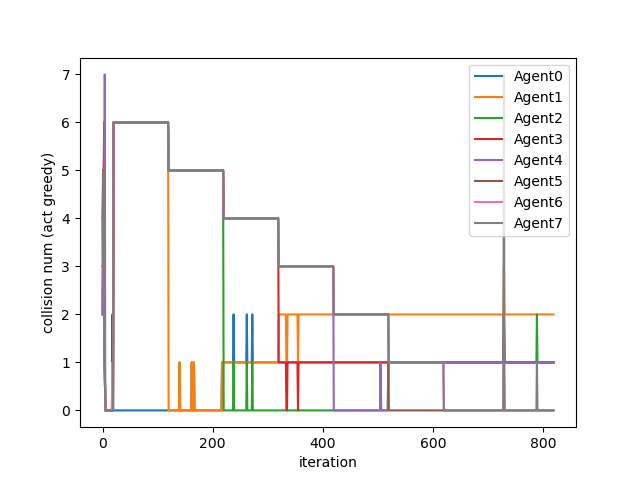 7
6
5
4
3
2
1
0
collision num (act greedy)
0
200
400
600
800
iteration
Agent0
Agent1
Agent2
Agent3
Agent4
Agent5
Agent6
Agent7